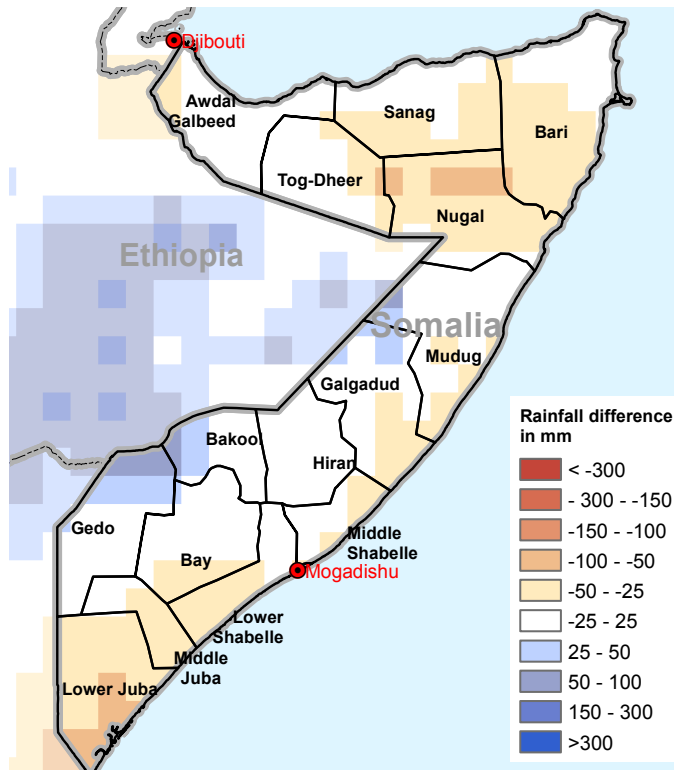 Djibouti
Awdal
Galbeed
Sanag
Bari
Tog-Dheer
Nugal
Ethiopia
Somalia
Mudug
Galgadud
Bakool
Hiran
Gedo
Bay
Middle
Shabelle
Mogadishu
Lower
Shabelle
Middle
Juba
Lower Juba
Rainfall difference
in mm
< -300
- 300 - -150
-150 - -100
-100 - -50
-50 - -25
-25 - 25
25 - 50
50 - 100
150 - 300
>300